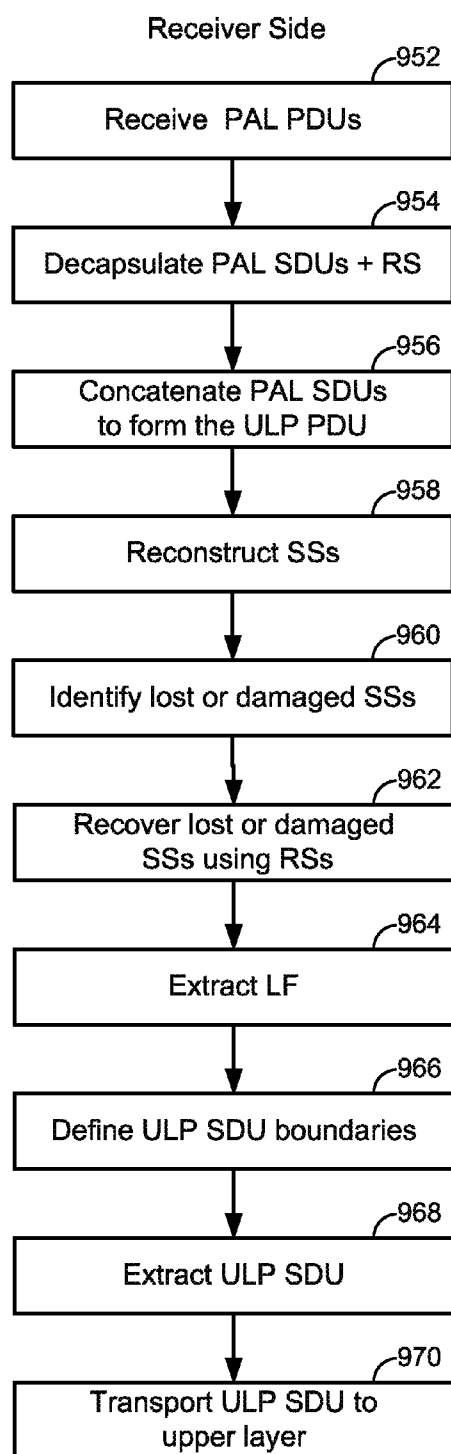 Receiver Side
952
Receive PAL PDUs
954
Decapsulate PAL SDUs + RS
956
Concatenate PAL SDUs
to form the ULP PDU
958
Reconstruct SSs
960
Identify lost or damaged SSs
962
Recover lost or damaged
SSs using RSs
964
Extract LF
966
Define ULP SDU boundaries
968
Extract ULP SDU
970
Transport ULP SDU to
upper layer